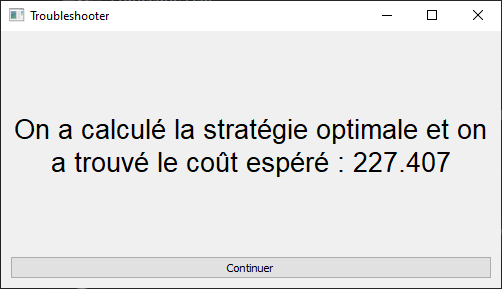 Troubleshooter
On a calculé la stratégie optimale et on
a trouvé le coût espéré : 227.407
Continuer